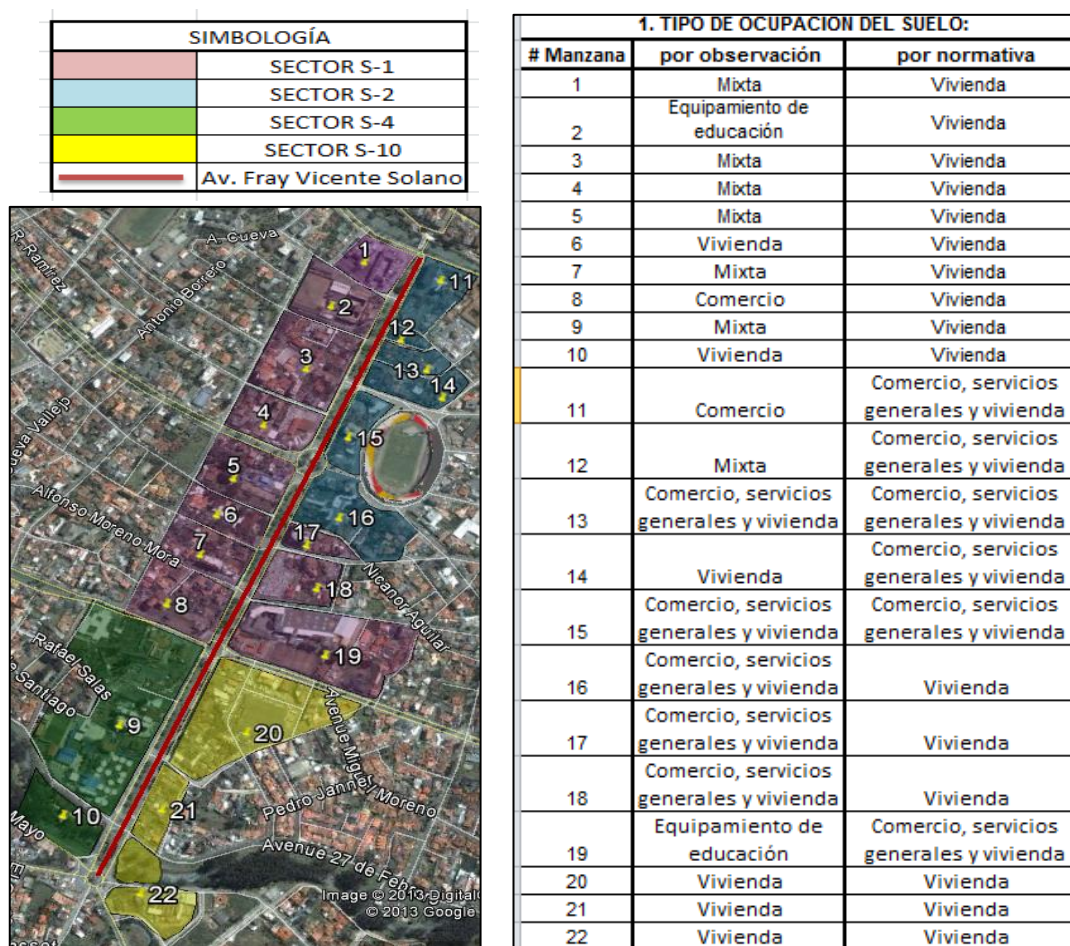 SIMBOLOGÍA
SECTOR S-1
SECTOR S-2
SECTOR S-4
SECTOR S-10
Av. Fray Vicente Solano
R. Ramírez
A. Cueva
Antonio Borrero
1
11
2
12
3
13
14
4
Cueva Vallejo
15
5
Alfonso Moreno Mora
6
16
17
7
Nicanor Aguilar
8
18
Rafael Salas
19
Santiago
9
20
Avenue Miguel Moreno
21
Pedro Janner
10
Mayo
Avenue 27 de Febrero
22
Image © 2013 Digital
© 2013 Google
1. TIPO DE OCUPACION DEL SUELO:
# Manzana por observación por normativa
1 Mixta Vivienda
Equipamiento de
2 educación Vivienda
3 Mixta Vivienda
4 Mixta Vivienda
5 Mixta Vivienda
6 Vivienda Vivienda
7 Mixta Vivienda
8 Comercio Vivienda
9 Mixta Vivienda
10 Vivienda Vivienda
Comercio, servicios
11 Comercio generales y vivienda
Comercio, servicios
12 Mixta generales y vivienda
Comercio, servicios Comercio, servicios
13 generales y vivienda generales y vivienda
Comercio, servicios
14 Vivienda generales y vivienda
Comercio, servicios Comercio, servicios
15 generales y vivienda generales y vivienda
Comercio, servicios
16 generales y vivienda Vivienda
Comercio, servicios
17 generales y vivienda Vivienda
Comercio, servicios
18 generales y vivienda Vivienda
Equipamiento de Comercio, servicios
19 educación generales y vivienda
20 Vivienda Vivienda
21 Vivienda Vivienda
22 Vivienda Vivienda